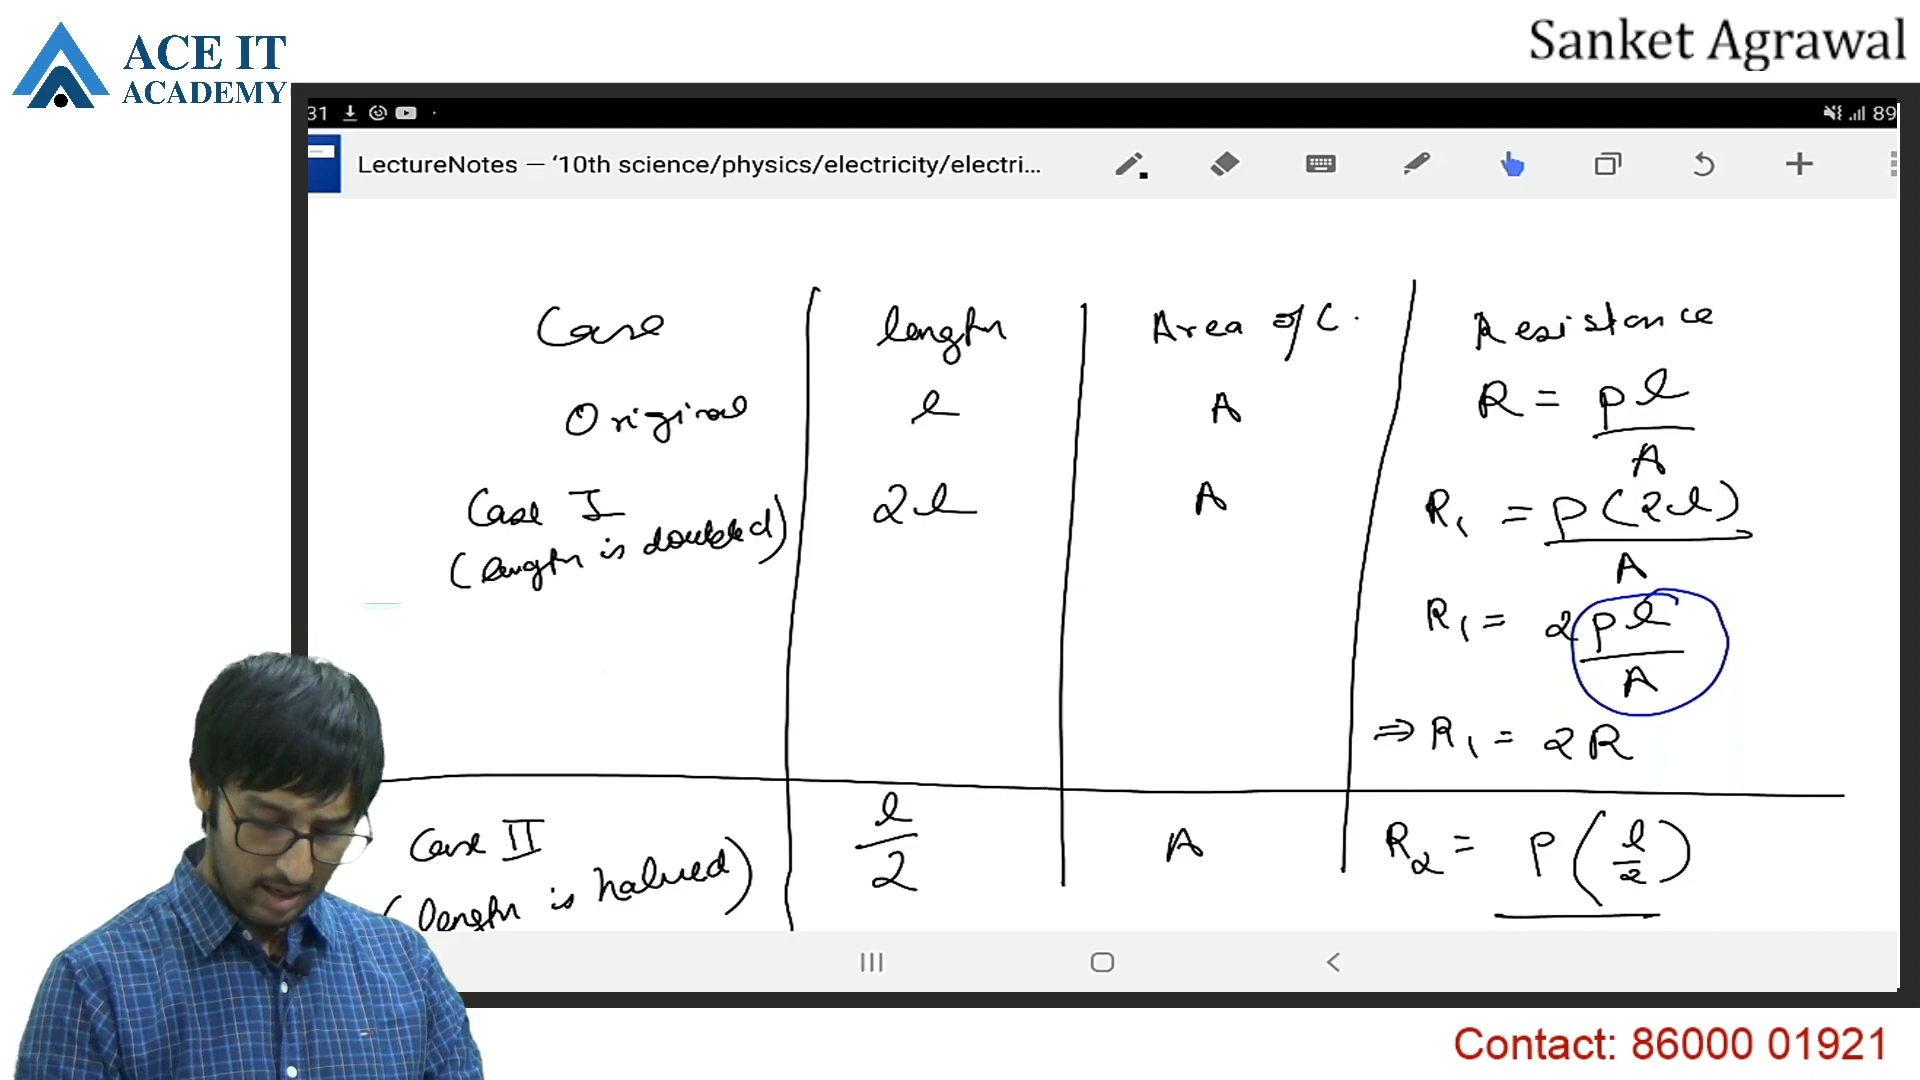 ACE IT
ACADEMY
Sanket Agrawal
31
89
LectureNotes — ‘10th science/physics/electricity/electri...
Case length Area of C. Resistance
Original l A R = ρl/A
Case I 2l A R₁ = ρ(2l)/A
(length is doubled)
R₁ = 2 ρl/A
⇒ R₁ = 2R
Case II l/2 A R₂ = ρ(l/2)
(length is halved)
Contact: 86000 01921